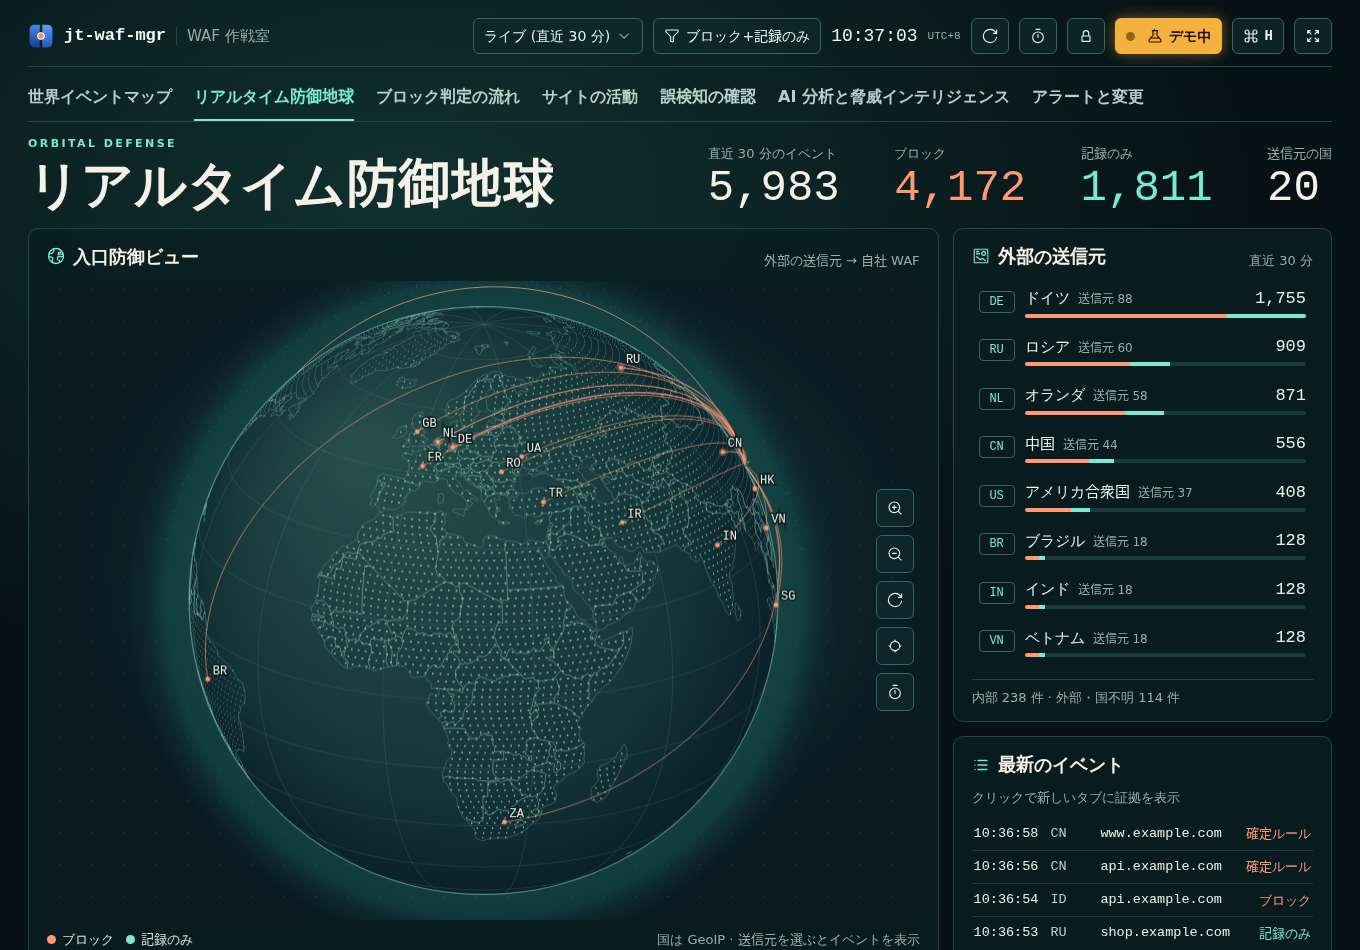 jt-waf-mgr WAF 作戦室 ライブ (直近 30 分) ブロック+記録のみ 10:37:03 UTC+8 デモ中 ⌘ H
世界イベントマップ リアルタイム防御地球 ブロック判定の流れ サイトの活動 誤検知の確認 AI 分析と脅威インテリジェンス アラートと変更
ORBITAL DEFENSE
リアルタイム防御地球
直近 30 分のイベント ブロック 記録のみ 送信元の国
5,983 4,172 1,811 20
入口防御ビュー 外部の送信元 → 自社 WAF
RU
GB
NL
DE
CN
FR
UA
RO
HK
TR
IR
VN
IN
SG
BR
ZA
ブロック 記録のみ 国は GeoIP · 送信元を選ぶとイベントを表示
外部の送信元 直近 30 分
DE ドイツ 送信元 88 1,755
RU ロシア 送信元 60 909
NL オランダ 送信元 58 871
CN 中国 送信元 44 556
US アメリカ合衆国 送信元 37 408
BR ブラジル 送信元 18 128
IN インド 送信元 18 128
VN ベトナム 送信元 18 128
内部 238 件 · 外部・国不明 114 件
最新のイベント
クリックで新しいタブに証拠を表示
10:36:58 CN www.example.com 確定ルール
10:36:56 CN api.example.com 確定ルール
10:36:54 ID api.example.com ブロック
10:36:53 RU shop.example.com 記録のみ